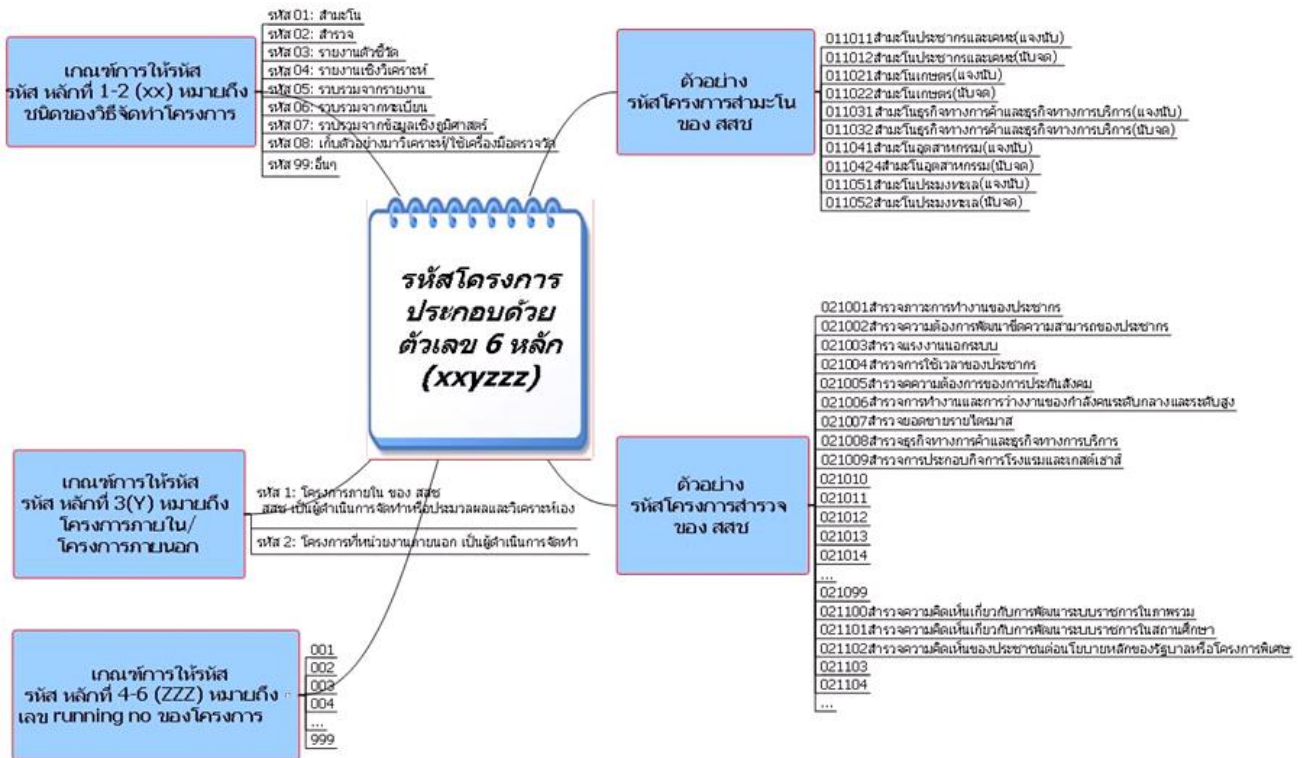 เกณฑ์การให้รหัส
รหัส หลักที่ 1-2 (xx) หมายถึง
ชนิดของวิธีจัดทำโครงการ
รหัส 01: สำมะโน
รหัส 02: สำรวจ
รหัส 03: รายงานตัวชี้วัด
รหัส 04: รายงานเชิงวิเคราะห์
รหัส 05: รวบรวมจากรายงาน
รหัส 06: รวบรวมจากทะเบียน
รหัส 07: รวบรวมจากข้อมูลเชิงภูมิศาสตร์
รหัส 08: เก็บตัวอย่างมาวิเคราะห์/ใช้เครื่องมือตรวจวัด
รหัส 99:อื่นๆ
ตัวอย่าง
รหัสโครงการสำมะโน
ของ สสช
011011สำมะโนประชากรและเคหะ(แจงนับ)
011012สำมะโนประชากรและเคหะ(นับจด)
011021สำมะโนเกษตร(แจงนับ)
011022สำมะโนเกษตร(นับจด)
011031สำมะโนธุรกิจทางการค้าและธุรกิจทางการบริการ(แจงนับ)
011032สำมะโนธุรกิจทางการค้าและธุรกิจทางการบริการ(นับจด)
011041สำมะโนอุตสาหกรรม(แจงนับ)
0110424สำมะโนอุตสาหกรรม(นับจด)
011051สำมะโนประมงทะเล(แจงนับ)
011052สำมะโนประมงทะเล(นับจด)
รหัสโครงการ
ประกอบด้วย
ตัวเลข 6 หลัก
(xxyzzz)
เกณฑ์การให้รหัส
รหัส หลักที่ 3(Y) หมายถึง
โครงการภายใน/
โครงการภายนอก
รหัส 1: โครงการภายใน ของ สสช
สสช เป็นผู้ดำเนินการจัดทำหรือประมวลผลและวิเคราะห์เอง
รหัส 2: โครงการที่หน่วยงานภายนอก เป็นผู้ดำเนินการจัดทำ
เกณฑ์การให้รหัส
รหัส หลักที่ 4-6 (ZZZ) หมายถึง
เลข running no ของโครงการ
001
002
003
004
...
999
ตัวอย่าง
รหัสโครงการสำรวจ
ของ สสช
021001สำรวจภาวะการทำงานของประชากร
021002สำรวจความต้องการพัฒนาขีดความสามารถของประชากร
021003สำรวจแรงงานนอกระบบ
021004สำรวจการใช้เวลาของประชากร
021005สำรวจคความต้องการของการประกันสังคม
021006สำรวจการทำงานและการว่างงานของกำลังคนระดับกลางและระดับสูง
021007สำรวจยอดขายรายไตรมาส
021008สำรวจธุรกิจทางการค้าและธุรกิจทางการบริการ
021009สำรวจการประกอบกิจการโรงแรมและเกสต์เฮาส์
021010
021011
021012
021013
021014
...
021099
021100สำรวจความคิดเห็นเกี่ยวกับการพัฒนาระบบราชการในภาพรวม
021101สำรวจความคิดเห็นเกี่ยวกับการพัฒนาระบบราชการในสถานศึกษา
021102สำรวจความคิดเห็นของประชาชนต่อนโยบายหลักของรัฐบาลหรือโครงการพิเศษ
021103
021104
...